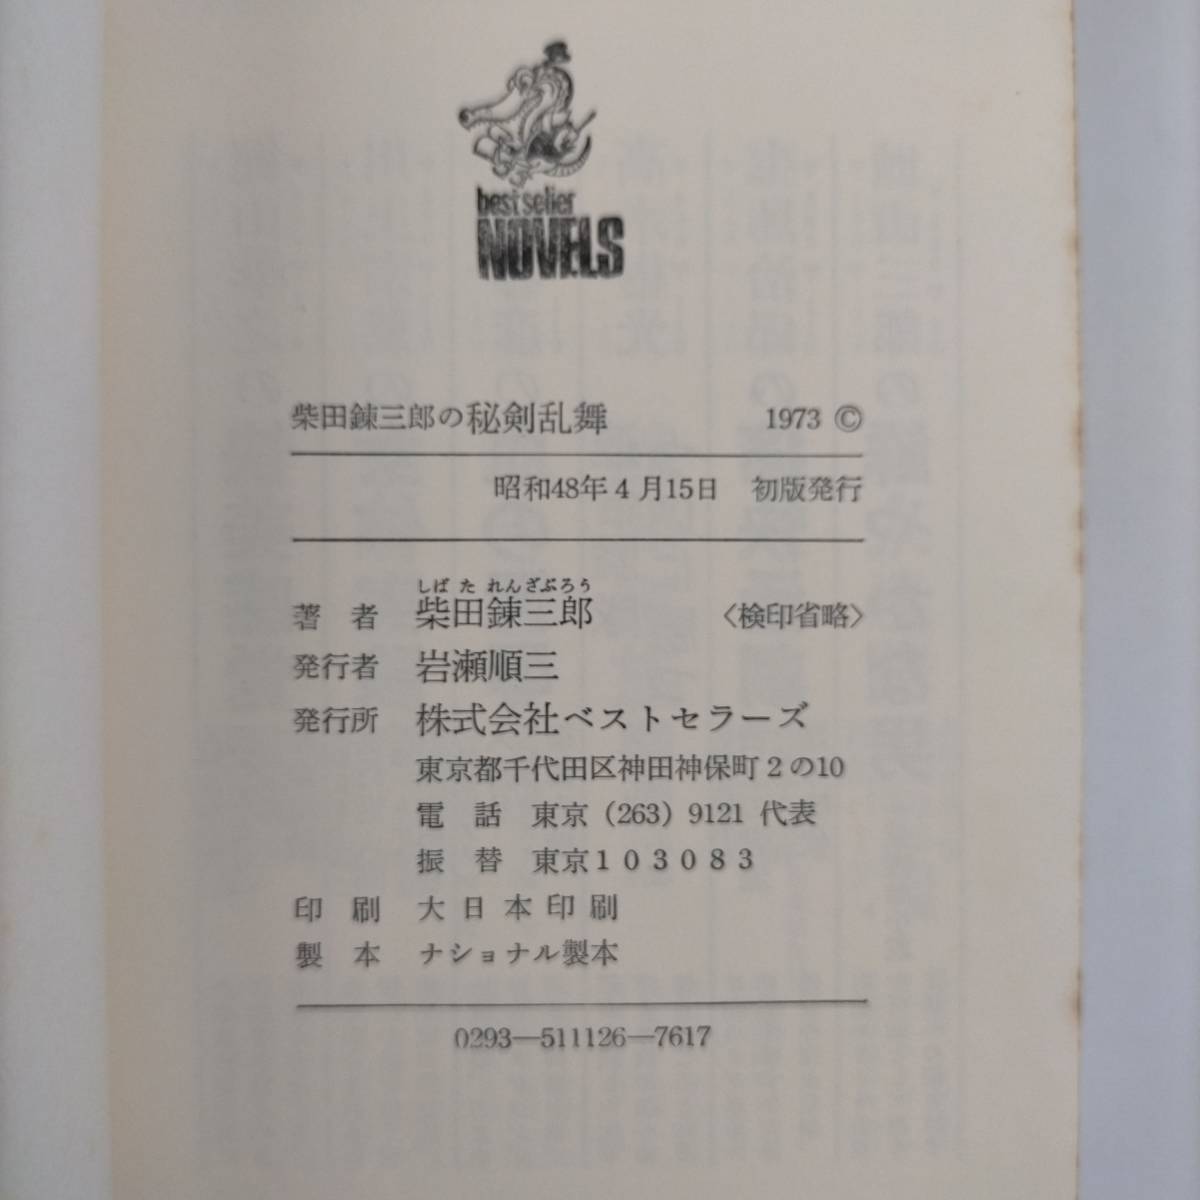 best seller
NOVELS
柴田錬三郎の秘剣乱舞 1973 ©
昭和48年4月15日 初版発行
しばた れんざぶろう
著者 柴田錬三郎 〈検印省略〉
発行者 岩瀬順三
発行所 株式会社ベストセラーズ
東京都千代田区神田神保町2の10
電話 東京(263)9121 代表
振替 東京103083
印刷 大日本印刷
製本 ナショナル製本
0293—511126—7617